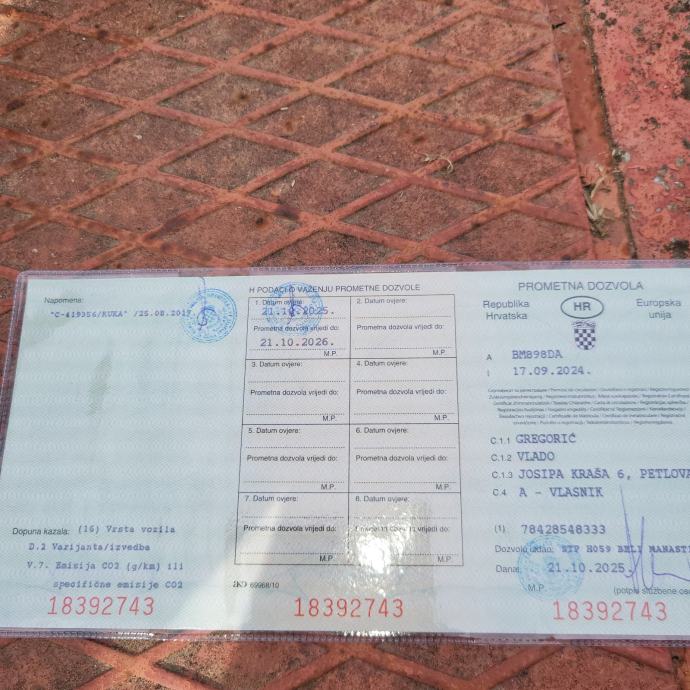 Napomena:
"C-419356/KUKA" /25.08.2017
Dopuna kazala: (16) Vrsta vozila
D.2 Varijanta/izvedba
V.7. Emisija CO2 (g/km) ili
specifične emisije CO2
18392743
H PODACI O VAŽENJU PROMETNE DOZVOLE
1. Datum ovjere:
21.10.2025.
Prometna dozvola vrijedi do:
21.10.2026.
M.P.
2. Datum ovjere:
Prometna dozvola vrijedi do:
M.P.
3. Datum ovjere:
Prometna dozvola vrijedi do:
M.P.
4. Datum ovjere:
Prometna dozvola vrijedi do:
M.P.
5. Datum ovjere:
Prometna dozvola vrijedi do:
M.P.
6. Datum ovjere:
Prometna dozvola vrijedi do:
M.P.
7. Datum ovjere:
Prometna dozvola vrijedi do:
M.P.
8. Datum ovjere:
Prometna dozvola vrijedi do:
M.P.
18392743
PROMETNA DOZVOLA
Republika Hrvatska
HR
Europska unija
A BM898DA
I 17.09.2024.
C.1.1 GREGORIĆ
C.1.2 VLADO
C.1.3 JOSIPA KRAŠA 6,
C.4 A - VLASNIK
(1) 78428548333
Dozvolu izdao: STP H059 BELI
Dana: 21.10.2025.
M.P. (potpis službene
18392743